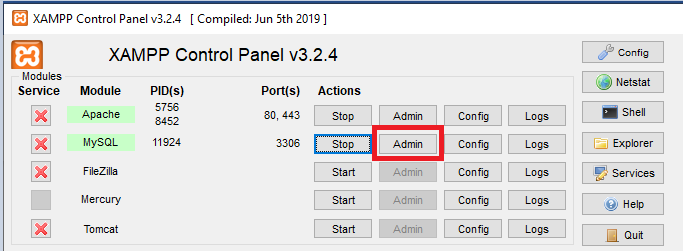 XAMPP Control Panel v3.2.4 [ Compiled: Jun 5th 2019 ]
XAMPP Control Panel v3.2.4
Modules
Service Module PID(s) Port(s) Actions
Apache 5756 8452 80, 443 Stop Admin Config Logs
MySQL 11924 3306 Stop Admin Config Logs
FileZilla Start Admin Config Logs
Mercury Start Admin Config Logs
Tomcat Start Admin Config Logs
Config
Netstat
Shell
Explorer
Services
Help
Quit